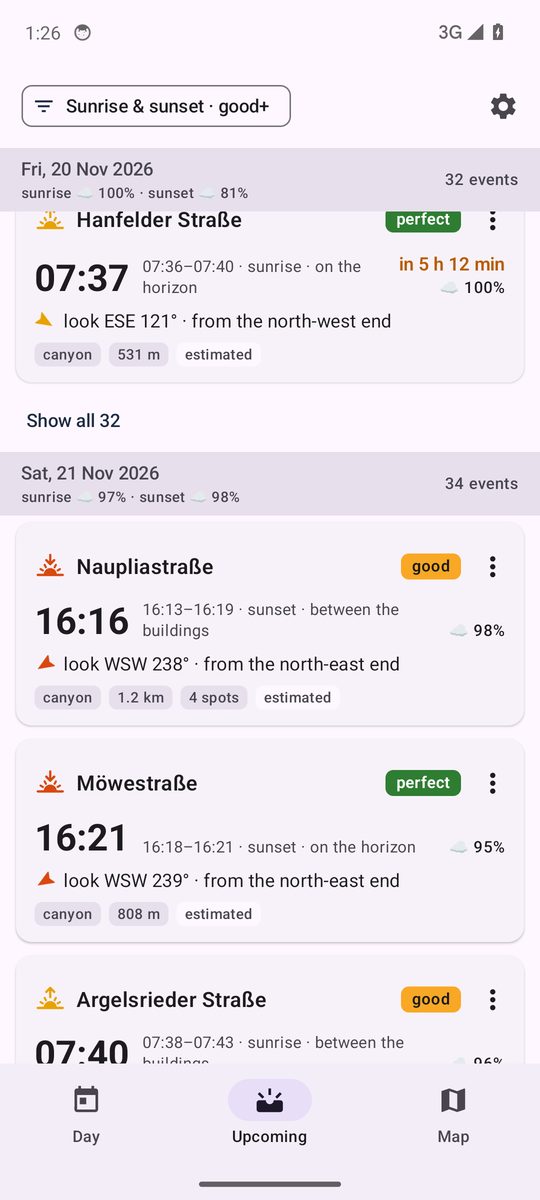 1:26
3G
Sunrise & sunset · good+
Fri, 20 Nov 2026
sunrise ☁️ 100% · sunset ☁️ 81%
32 events
Hanfelder Straße
perfect
07:37
07:36–07:40 · sunrise · on the
horizon
in 5 h 12 min
☁️ 100%
look ESE 121° · from the north-west end
canyon
531 m
estimated
Show all 32
Sat, 21 Nov 2026
sunrise ☁️ 97% · sunset ☁️ 98%
34 events
Naupliastraße
good
16:16
16:13–16:19 · sunset · between the
buildings
☁️ 98%
look WSW 238° · from the north-east end
canyon
1.2 km
4 spots
estimated
Möwestraße
perfect
16:21
16:18–16:21 · sunset · on the horizon
☁️ 95%
look WSW 239° · from the north-east end
canyon
808 m
estimated
Argelsrieder Straße
good
07:40
07:38–07:43 · sunrise · between the
buildings
☁️ 96%
Day
Upcoming
Map